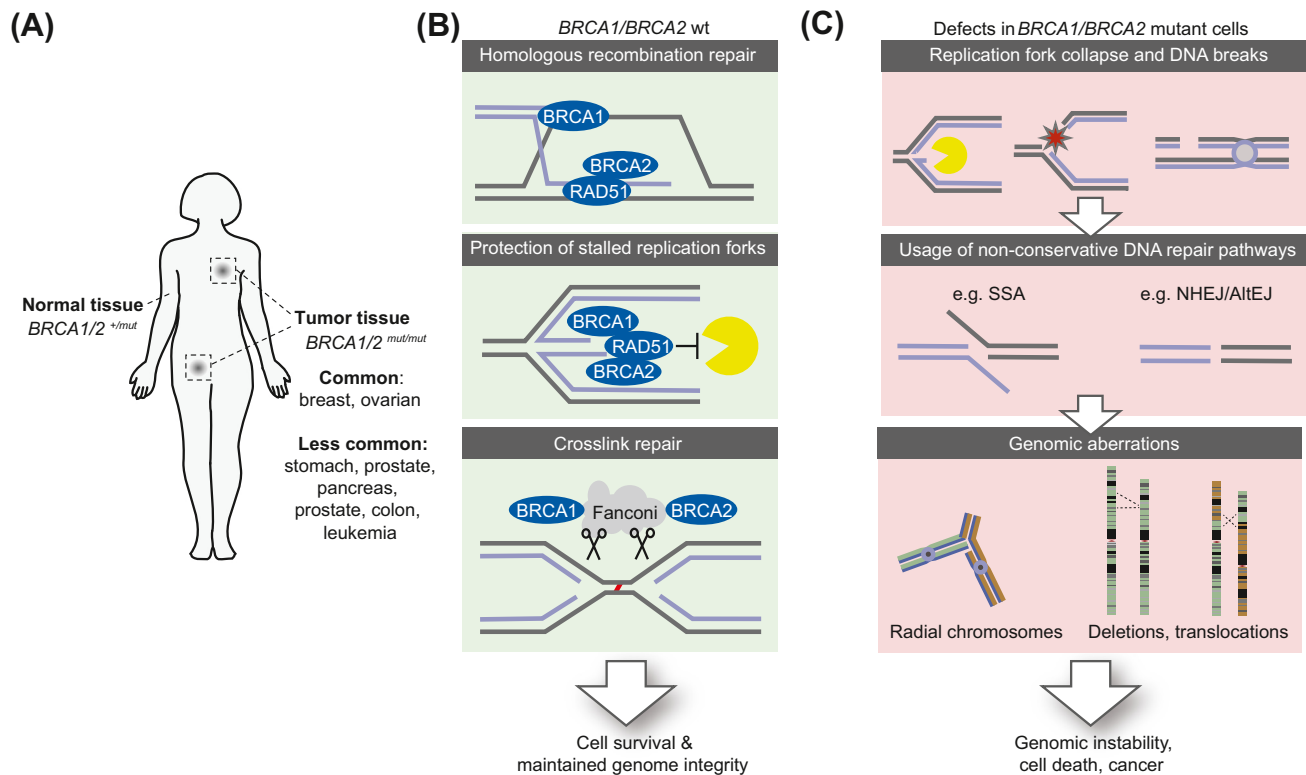 (A)
Normal tissue
BRCA1/2 +/mut
Tumor tissue
BRCA1/2 mut/mut
Common:
breast, ovarian
Less common:
stomach, prostate,
pancreas,
prostate, colon,
leukemia
(B)
BRCA1/BRCA2 wt
Homologous recombination repair
BRCA1
BRCA2
RAD51
Protection of stalled replication forks
BRCA1
RAD51
BRCA2
Crosslink repair
BRCA1
Fanconi
BRCA2
Cell survival &
maintained genome integrity
(C)
Defects in BRCA1/BRCA2 mutant cells
Replication fork collapse and DNA breaks
Usage of non-conservative DNA repair pathways
e.g. SSA
e.g. NHEJ/AltEJ
Genomic aberrations
Radial chromosomes
Deletions, translocations
Genomic instability,
cell death, cancer